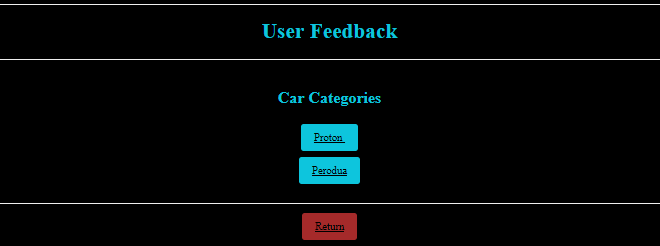 User Feedback
Car Categories
Proton
Perodua
Return